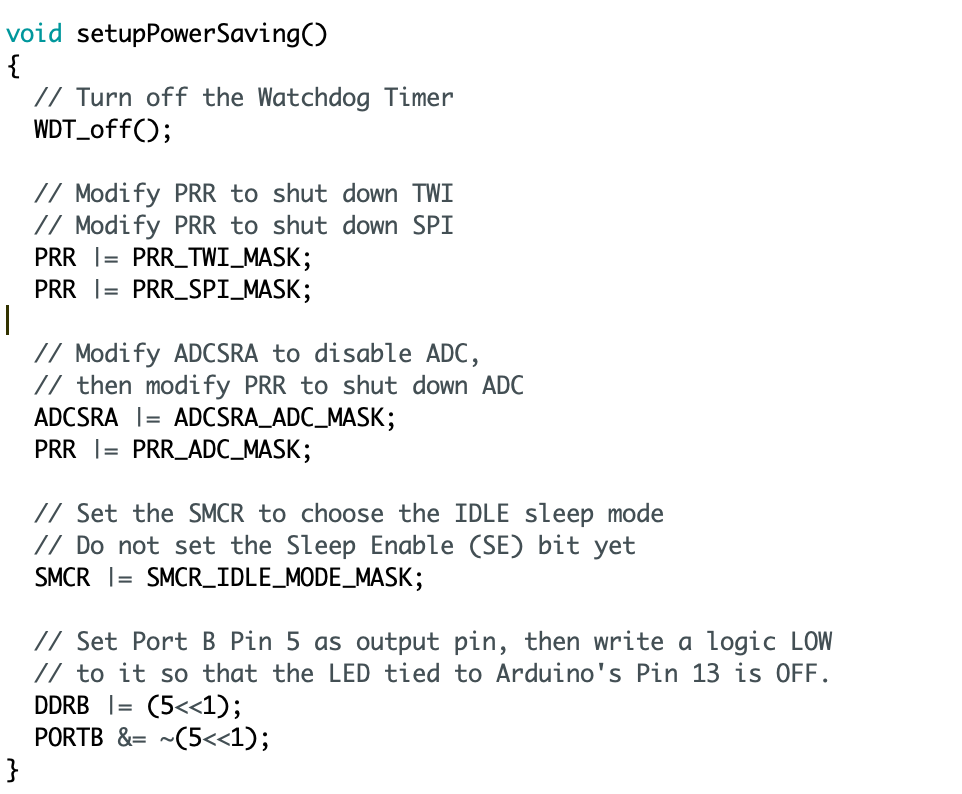 void setupPowerSaving()
{
  // Turn off the Watchdog Timer
  WDT_off();

  // Modify PRR to shut down TWI
  // Modify PRR to shut down SPI
  PRR |= PRR_TWI_MASK;
  PRR |= PRR_SPI_MASK;

  // Modify ADCSRA to disable ADC,
  // then modify PRR to shut down ADC
  ADCSRA |= ADCSRA_ADC_MASK;
  PRR |= PRR_ADC_MASK;

  // Set the SMCR to choose the IDLE sleep mode
  // Do not set the Sleep Enable (SE) bit yet
  SMCR |= SMCR_IDLE_MODE_MASK;

  // Set Port B Pin 5 as output pin, then write a logic LOW
  // to it so that the LED tied to Arduino's Pin 13 is OFF.
  DDRB |= (5<<1);
  PORTB &= ~(5<<1);
}